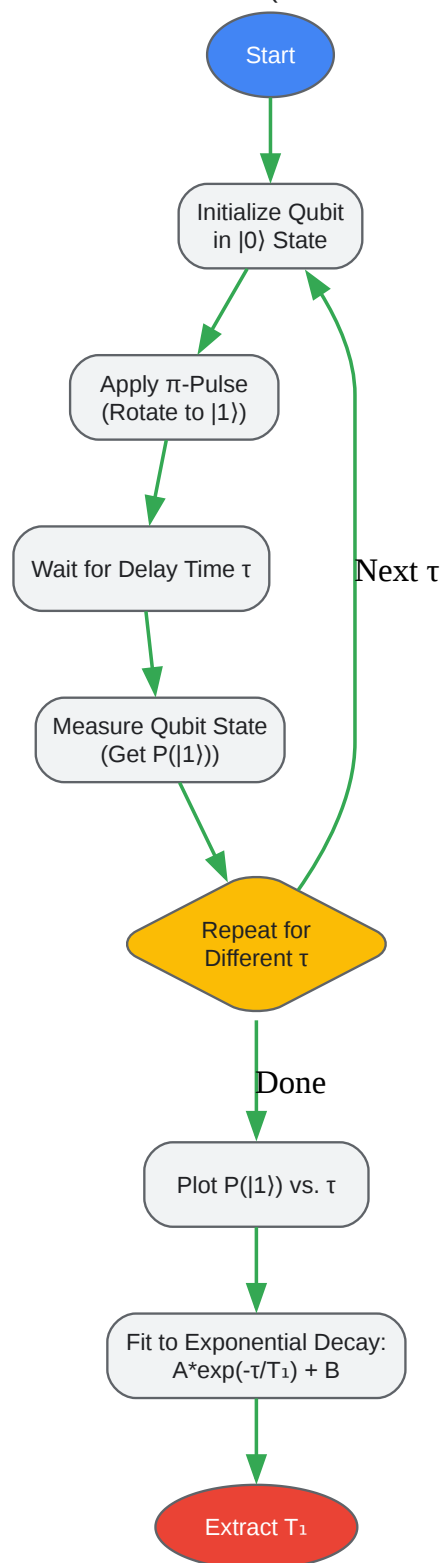 Start
Initialize Qubit
in |0⟩ State
Apply π-Pulse
(Rotate to |1⟩)
Wait for Delay Time τ
Next τ
Measure Qubit State
(Get P(|1⟩))
Repeat for
Different τ
Done
Plot P(|1⟩) vs. τ
Fit to Exponential Decay:
A*exp(-τ/T₁) + B
Extract T₁